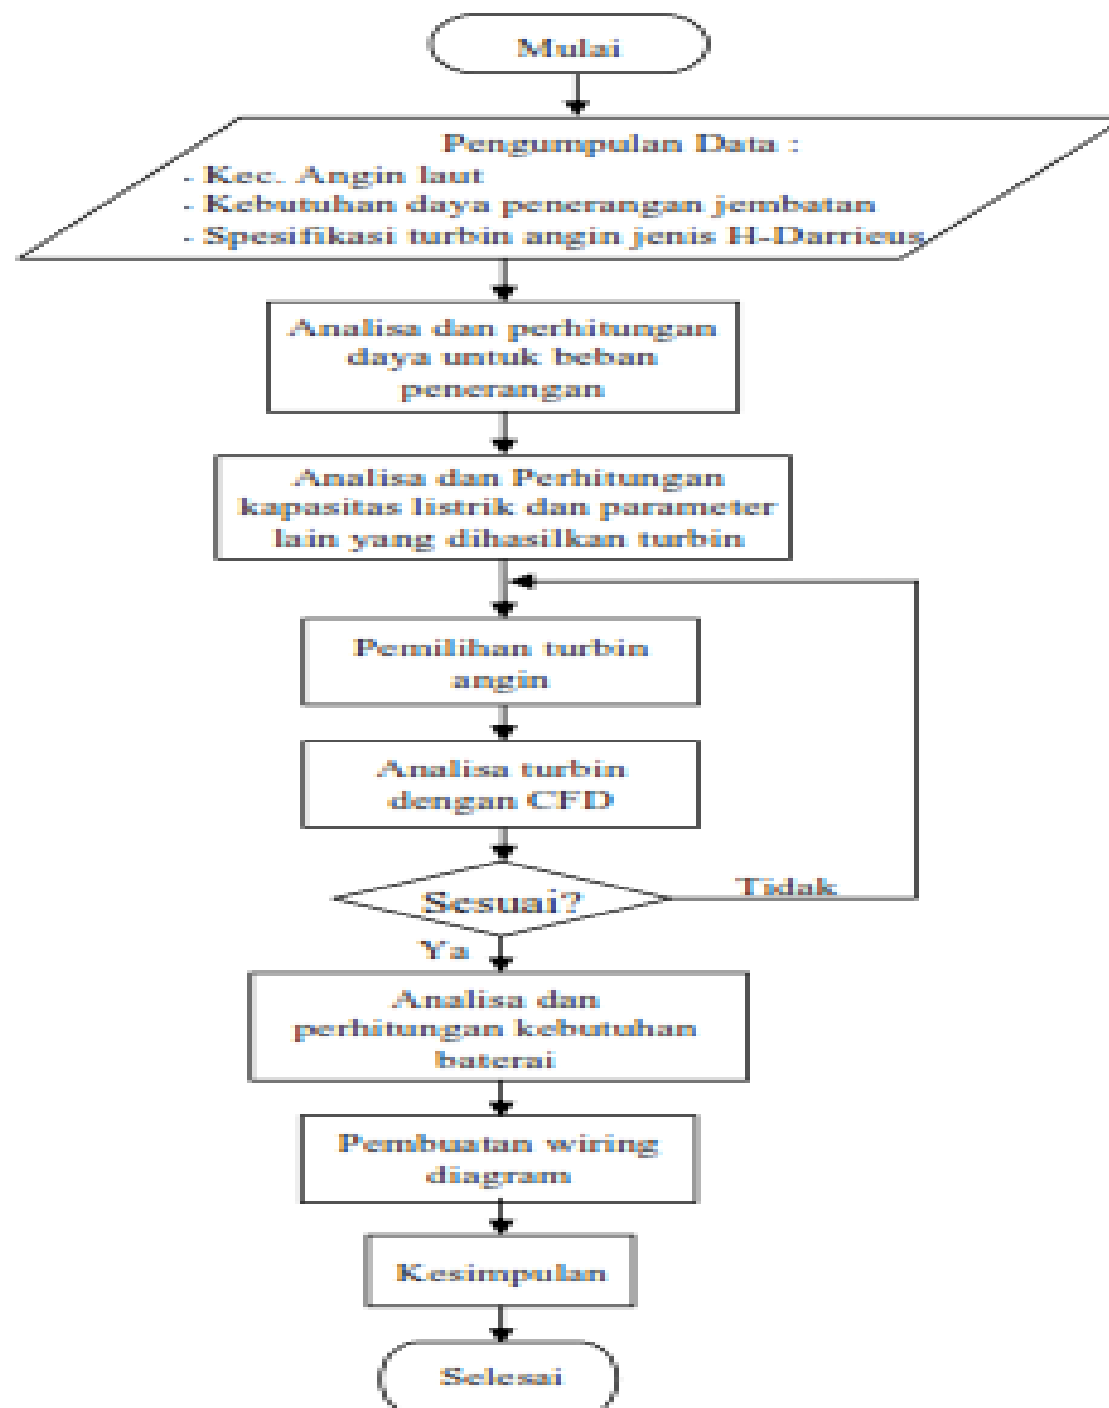 Mulai
Pengumpulan Data :
- Kec. Angin laut
- Kebutuhan daya penerangan jembatan
- Spesifikasi turbin angin jenis H-Darrieus
Analisa dan perhitungan
daya untuk beban
penerangan
Analisa dan Perhitungan
kapasitas listrik dan parameter
lain yang dihasilkan turbin
Pemilihan turbin
angin
Analisa turbin
dengan CFD
Sesuai?
Tidak
Ya
Analisa dan
perhitungan kebutuhan
baterai
Pembuatan wiring
diagram
Kesimpulan
Selesai